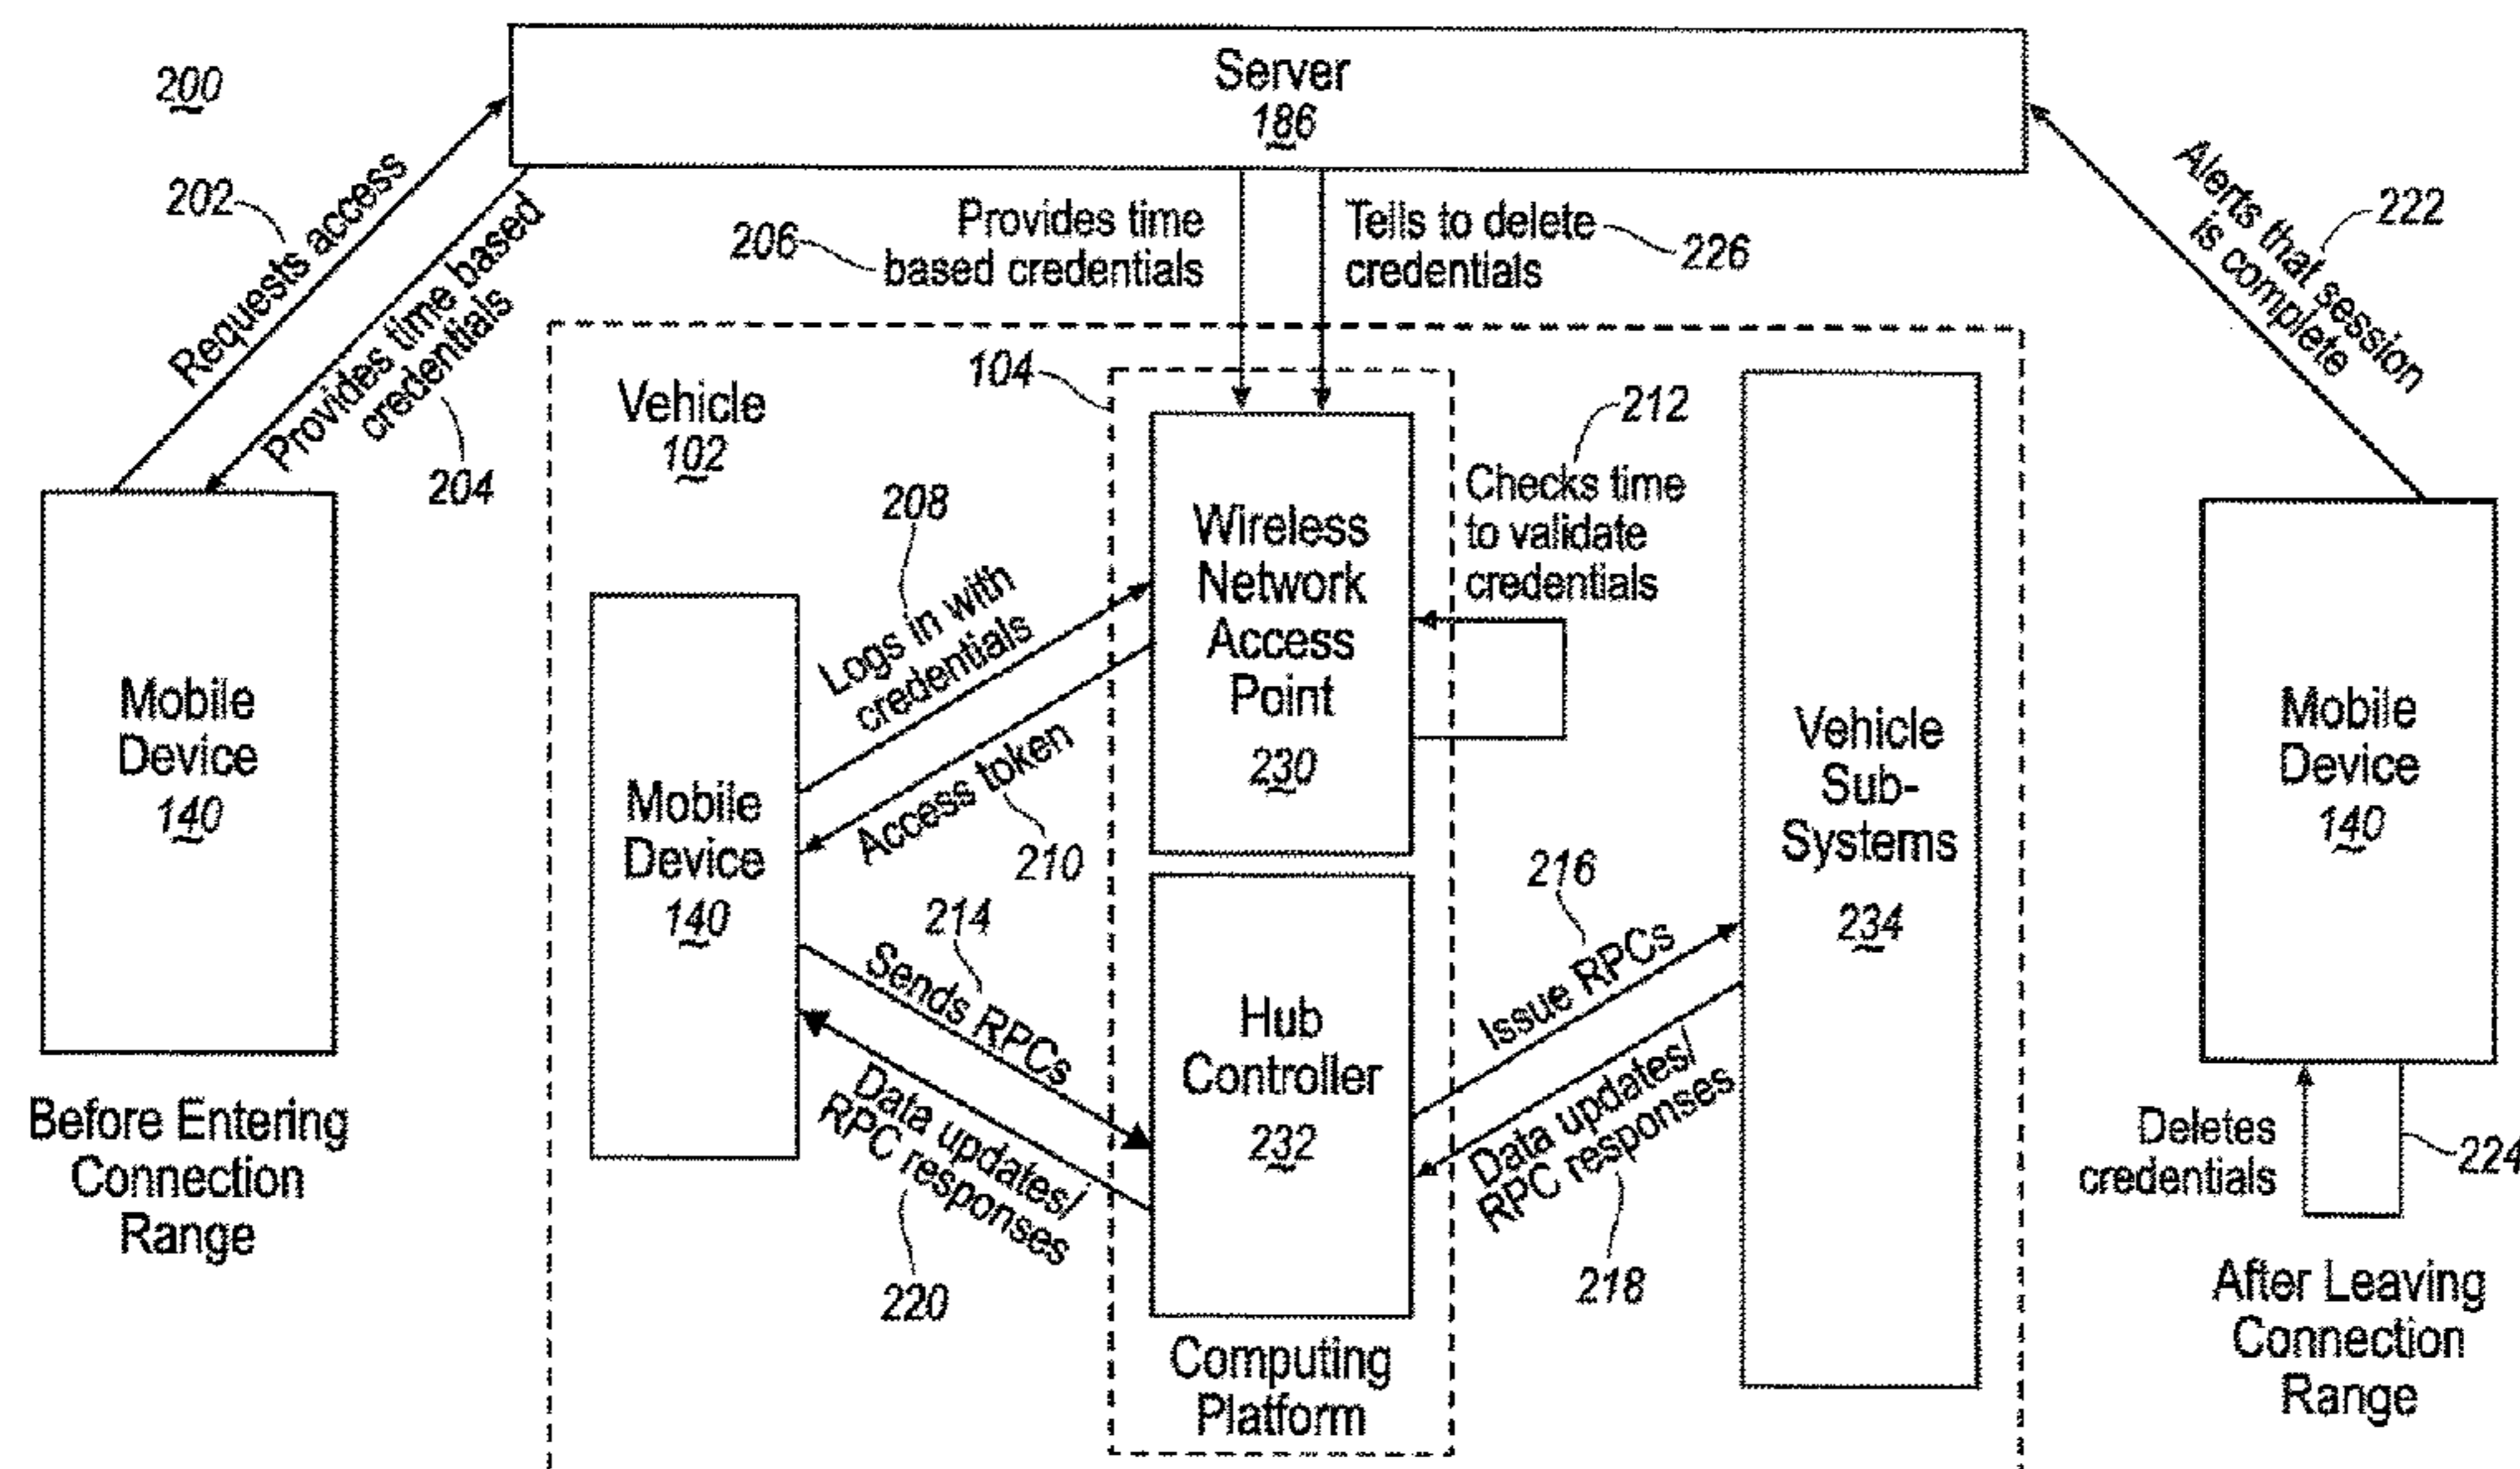 200
Server
186
202
Requests access
Provides time based
credentials
204
206
Provides time
based credentials
Tells to delete
credentials
226
Alerts that session
is complete
222
Mobile
Device
140
Before Entering
Connection
Range
Vehicle
102
104
208
Logs in with
credentials
Access token
210
Mobile
Device
140
Wireless
Network
Access
Point
230
212
Checks time
to validate
credentials
214
Sends RPCs
Data updates/
RPC responses
220
Hub
Controller
232
Computing
Platform
216
Issue RPCs
Data updates/
RPC responses
218
Vehicle
Sub-
Systems
234
Mobile
Device
140
Deletes
credentials
224
After Leaving
Connection
Range